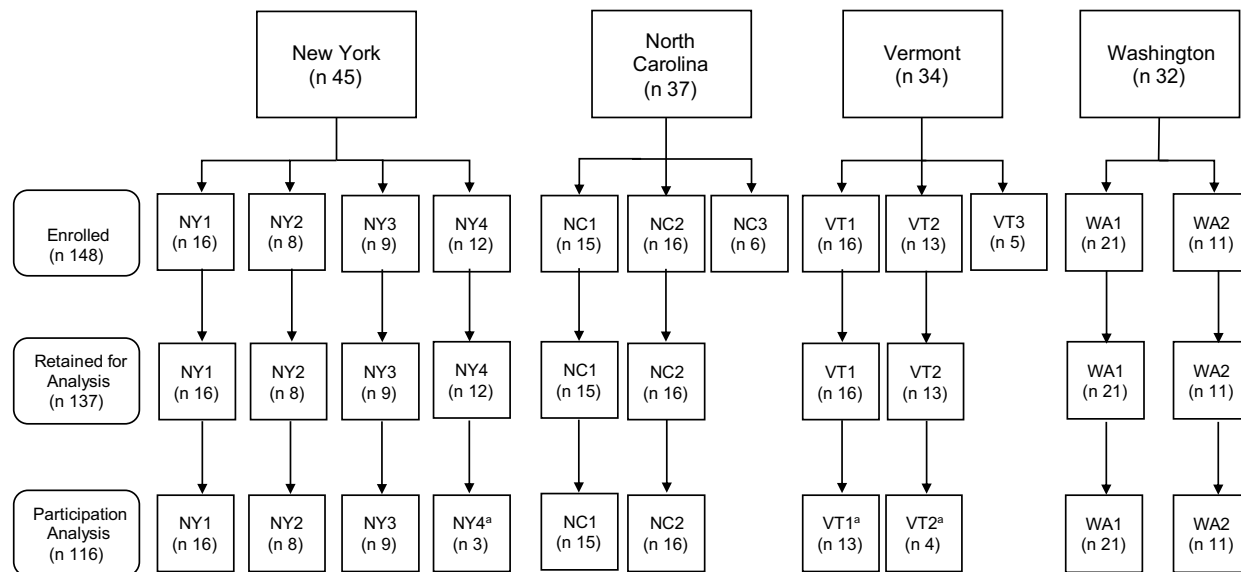 New York
(n 45)
North
Carolina
(n 37)
Vermont
(n 34)
Washington
(n 32)
Enrolled
(n 148)
NY1
(n 16)
NY2
(n 8)
NY3
(n 9)
NY4
(n 12)
NC1
(n 15)
NC2
(n 16)
NC3
(n 6)
VT1
(n 16)
VT2
(n 13)
VT3
(n 5)
WA1
(n 21)
WA2
(n 11)
Retained for
Analysis
(n 137)
NY1
(n 16)
NY2
(n 8)
NY3
(n 9)
NY4
(n 12)
NC1
(n 15)
NC2
(n 16)
VT1
(n 16)
VT2
(n 13)
WA1
(n 21)
WA2
(n 11)
Participation
Analysis
(n 116)
NY1
(n 16)
NY2
(n 8)
NY3
(n 9)
NY4ª
(n 3)
NC1
(n 15)
NC2
(n 16)
VT1ª
(n 13)
VT2ª
(n 4)
WA1
(n 21)
WA2
(n 11)